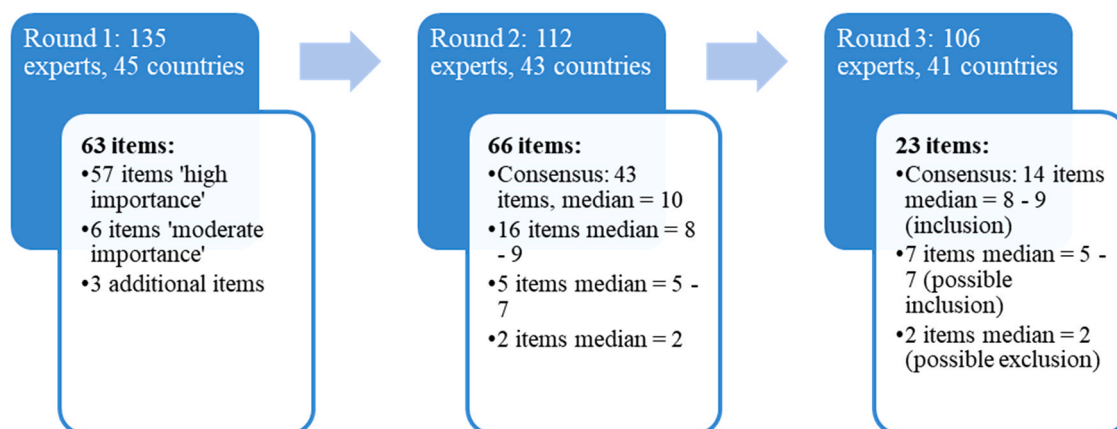 Round 1: 135
experts, 45 countries
63 items:
•57 items 'high
importance'
•6 items 'moderate
importance'
•3 additional items
Round 2: 112
experts, 43 countries
66 items:
•Consensus: 43
items, median = 10
•16 items median = 8
- 9
•5 items median = 5 -
7
•2 items median = 2
Round 3: 106
experts, 41 countries
23 items:
•Consensus: 14 items
median = 8 - 9
(inclusion)
•7 items median = 5 -
7 (possible
inclusion)
•2 items median = 2
(possible exclusion)